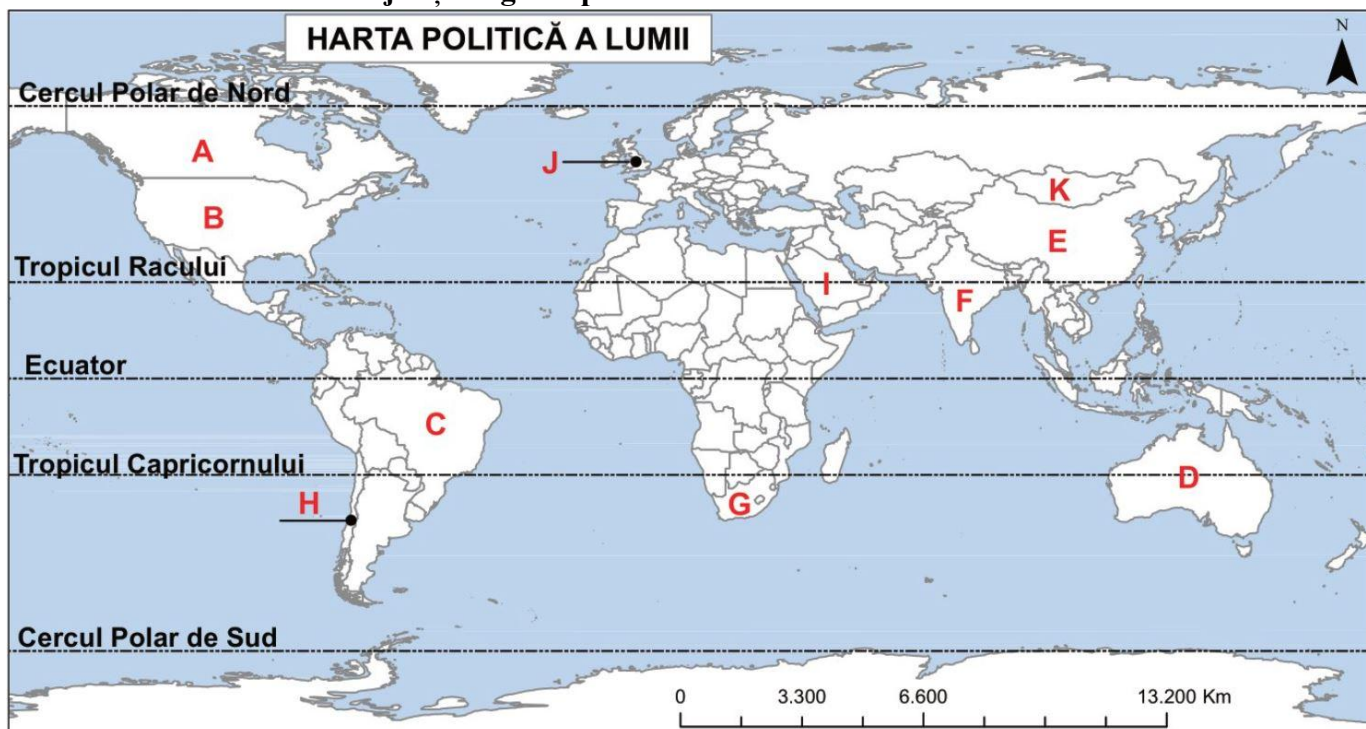 HARTA POLITICĂ A LUMII
N
Cercul Polar de Nord
A
J
K
B
E
Tropicul Racului
I
F
Ecuator
C
Tropicul Capricornului
D
H
G
Cercul Polar de Sud
0 3.300 6.600 13.200 Km